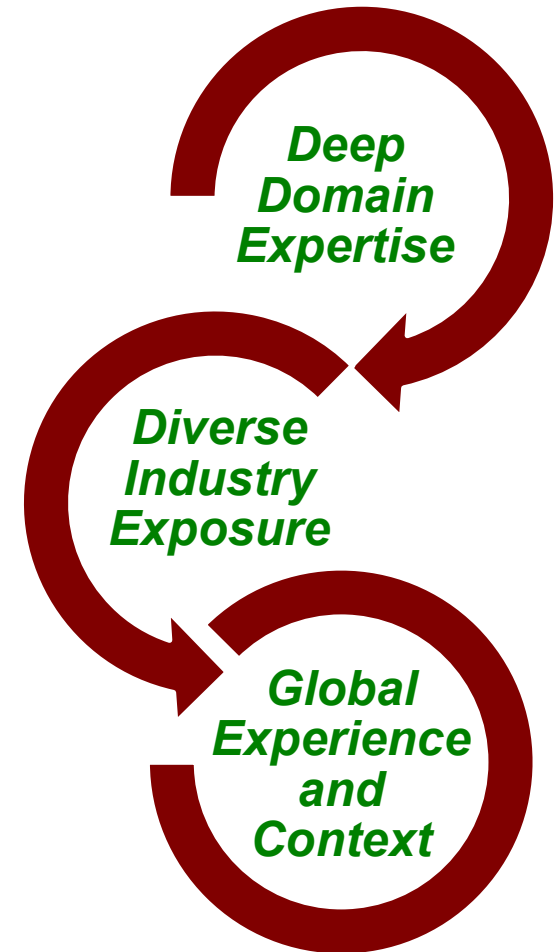 Deep
Domain
Expertise
Diverse
Industry
Exposure
Global
Experience
and
Context